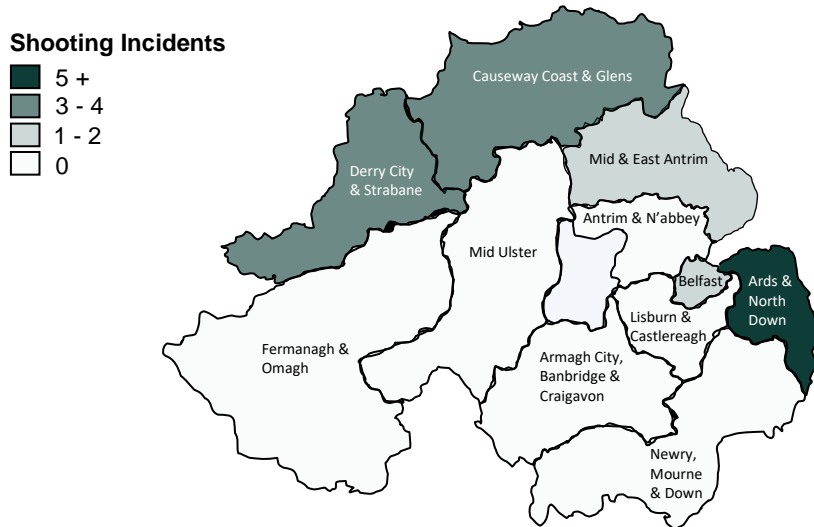 Shooting Incidents
5 +
3 - 4
1 - 2
0
Causeway Coast & Glens
Derry City
& Strabane
Mid & East Antrim
Antrim & N'abbey
Mid Ulster
Belfast
Ards &
North
Down
Lisburn &
Castlereagh
Fermanagh &
Omagh
Armagh City,
Banbridge &
Craigavon
Newry,
Mourne
& Down